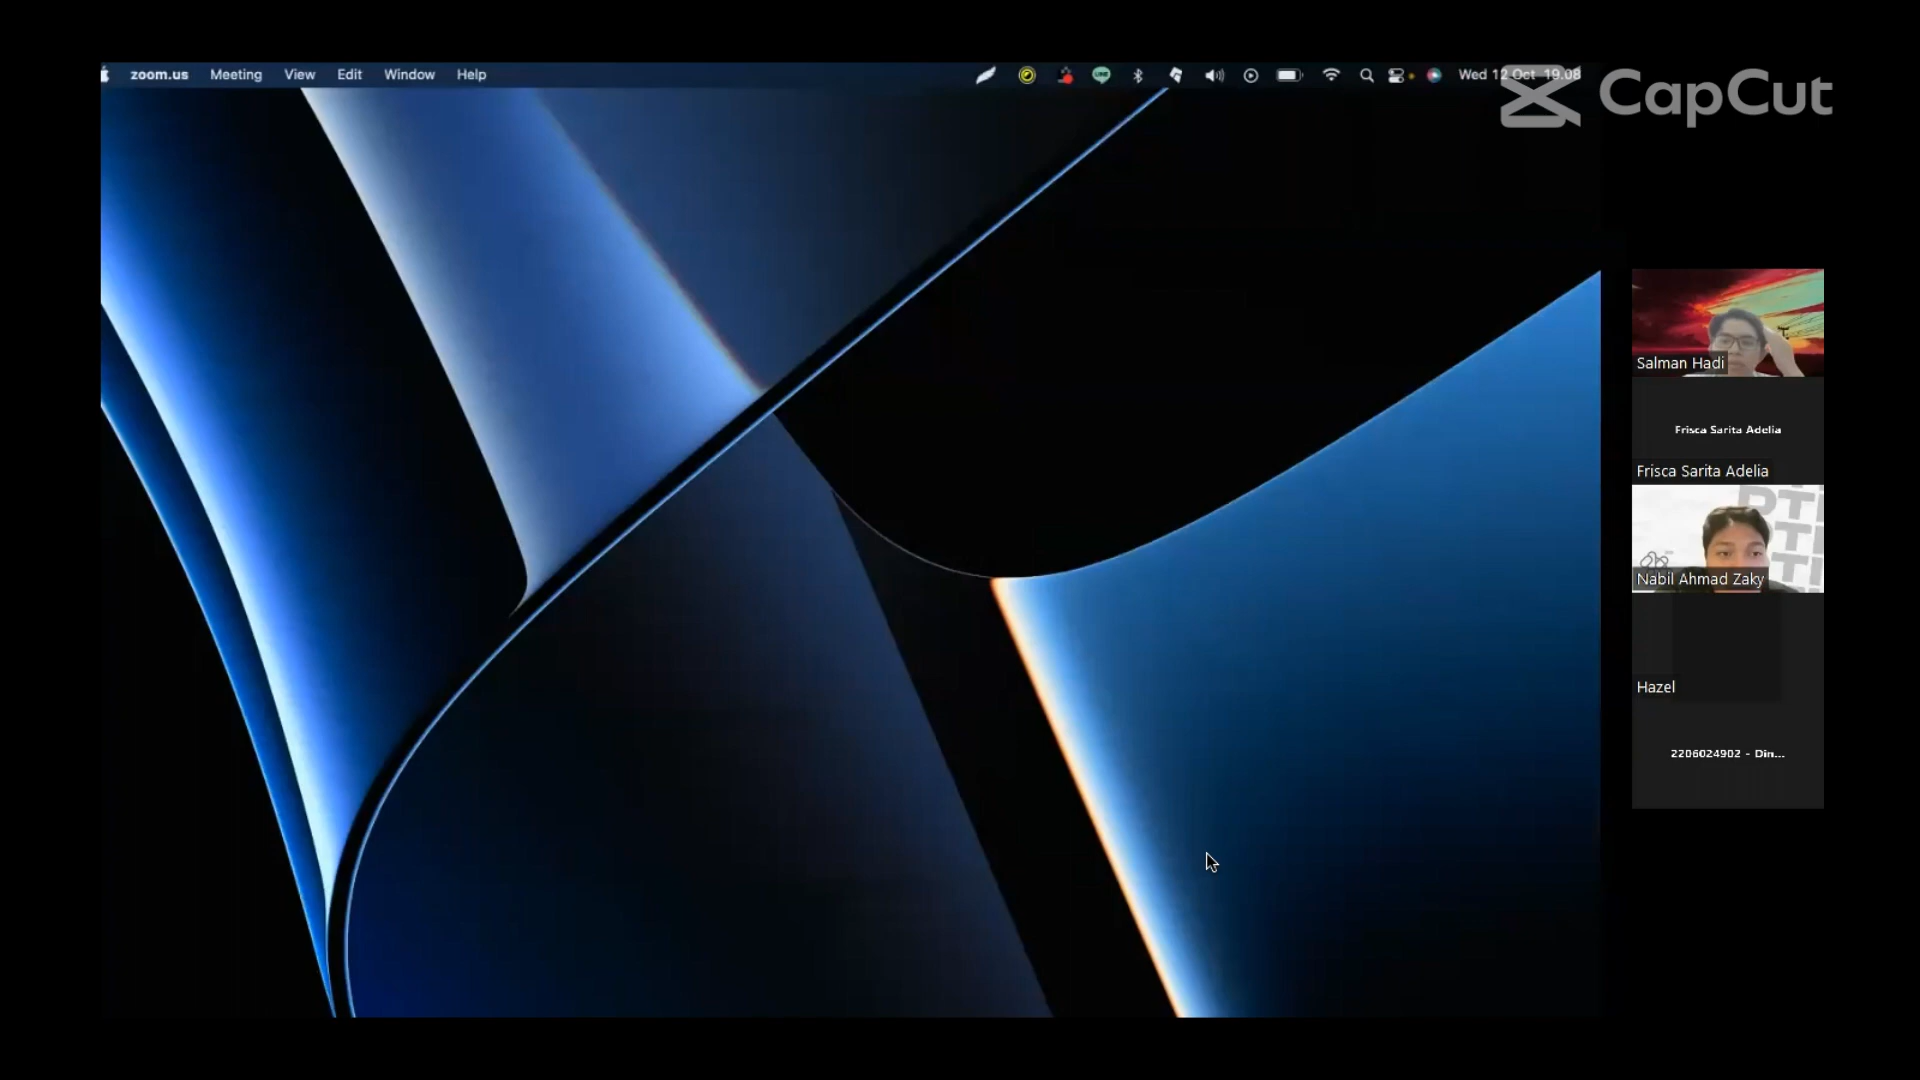 zoom.us Meeting View Edit Window Help
Wed 12 Oct 19.08
CapCut
Salman Hadi
Frisca Sarita Adelia
Frisca Sarita Adelia
Nabil Ahmad Zaky
Hazel
2206024902 - Din...